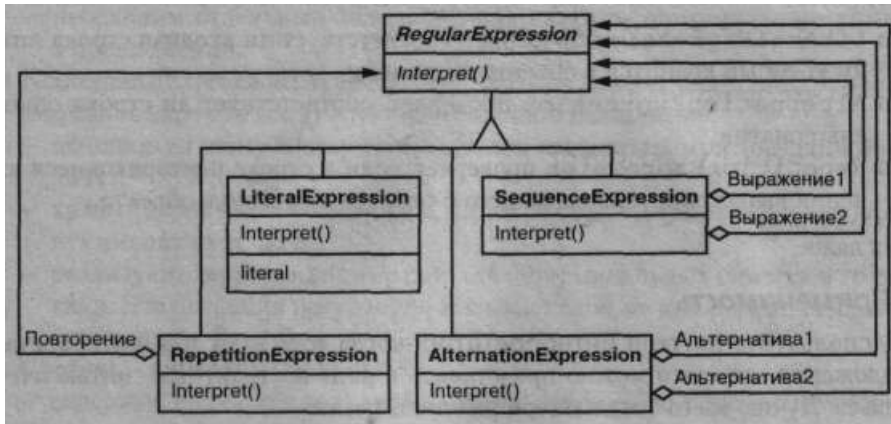 RegularExpression
Interpret()
LiteralExpression
Interpret()
literal
SequenceExpression
Interpret()
Выражение1
Выражение2
Повторение
RepetitionExpression
Interpret()
AlternationExpression
Interpret()
Альтернатива1
Альтернатива2